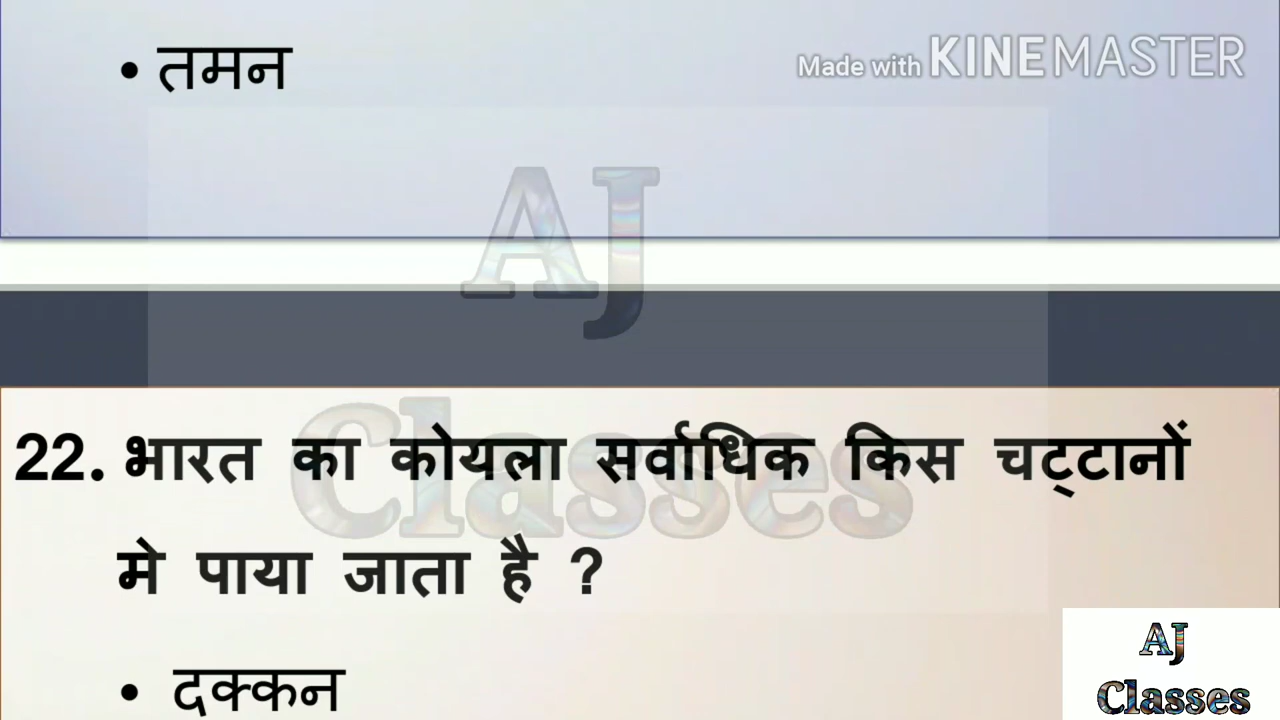 • तमन
Made with KINEMASTER
AJ
Classes
22. भारत का कोयला सर्वाधिक किस चट्टानों
मे पाया जाता है ?
• दक्कन
AJ
Classes